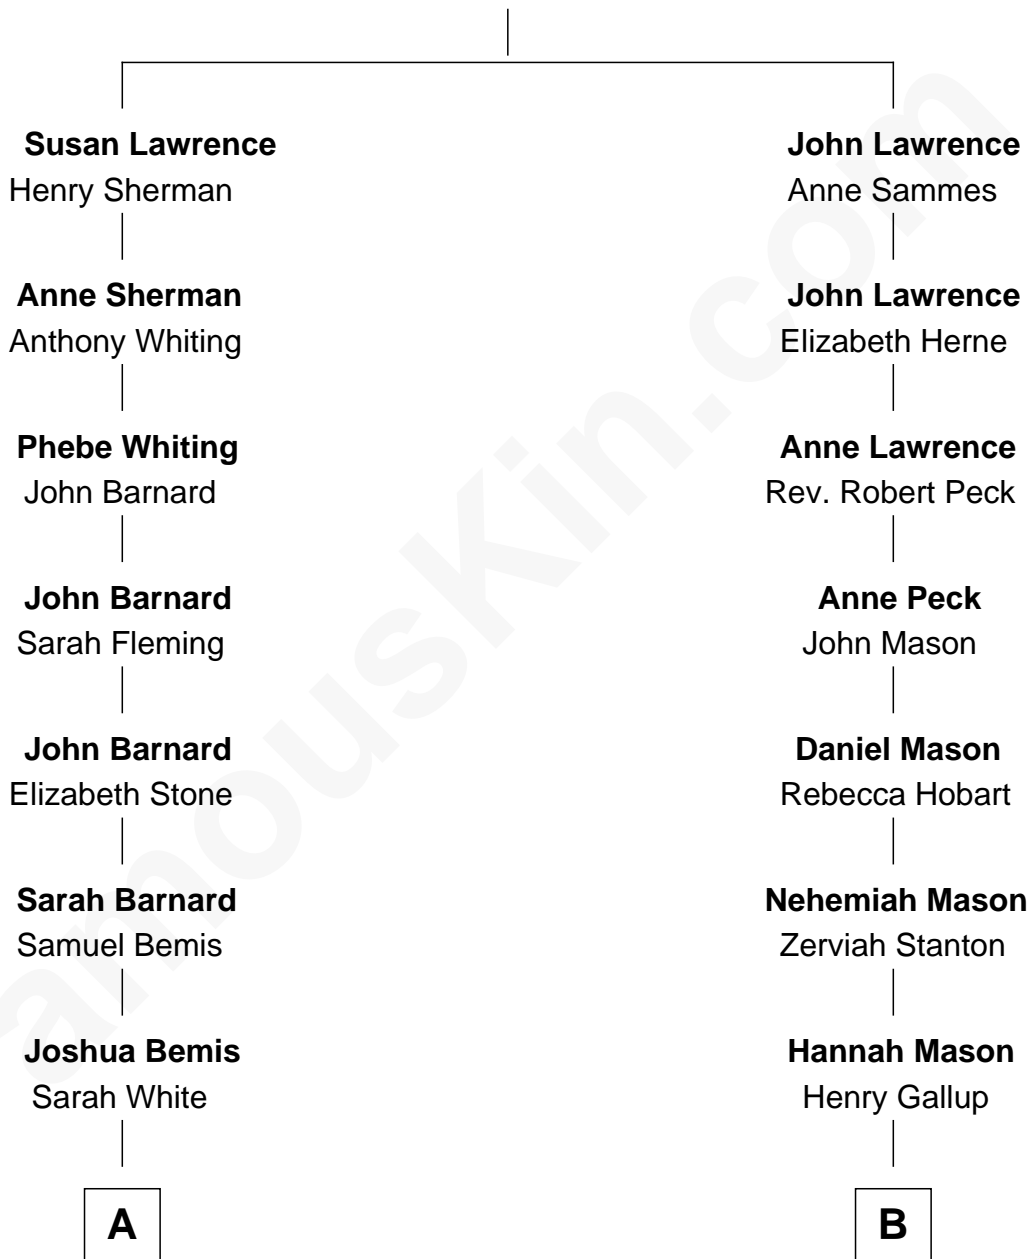 Susan Lawrence
Henry Sherman
Anne Sherman
Anthony Whiting
Phebe Whiting
John Barnard
John Barnard
Sarah Fleming
John Barnard
Elizabeth Stone
Sarah Barnard
Samuel Bemis
Joshua Bemis
Sarah White
A
John Lawrence
Anne Sammes
John Lawrence
Elizabeth Herne
Anne Lawrence
Rev. Robert Peck
Anne Peck
John Mason
Daniel Mason
Rebecca Hobart
Nehemiah Mason
Zerviah Stanton
Hannah Mason
Henry Gallup
B
amouskin.com